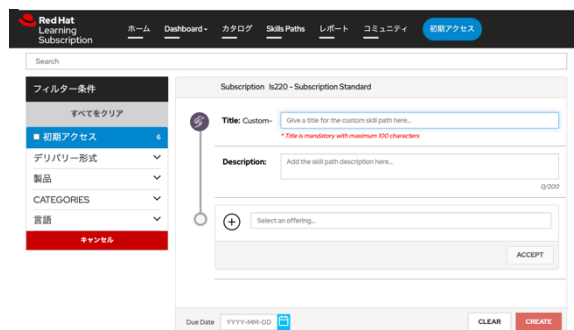 Red Hat
Learning
Subscription
ホーム Dashboard カタログ Skills Paths レポート コミュニティ 初期アクセス
Search
フィルター条件
すべてをクリア
初期アクセス 6
デリバリー形式
製品
CATEGORIES
言語
キャンセル
Subscription ls220 - Subscription Standard
Title: Custom- Give a title for the custom skill path here...
* Title is mandatory with maximum 100 characters
Description: Add the skill path description here...
0/200
Select an offering...
ACCEPT
Due Date YYYY-MM-DD CLEAR CREATE